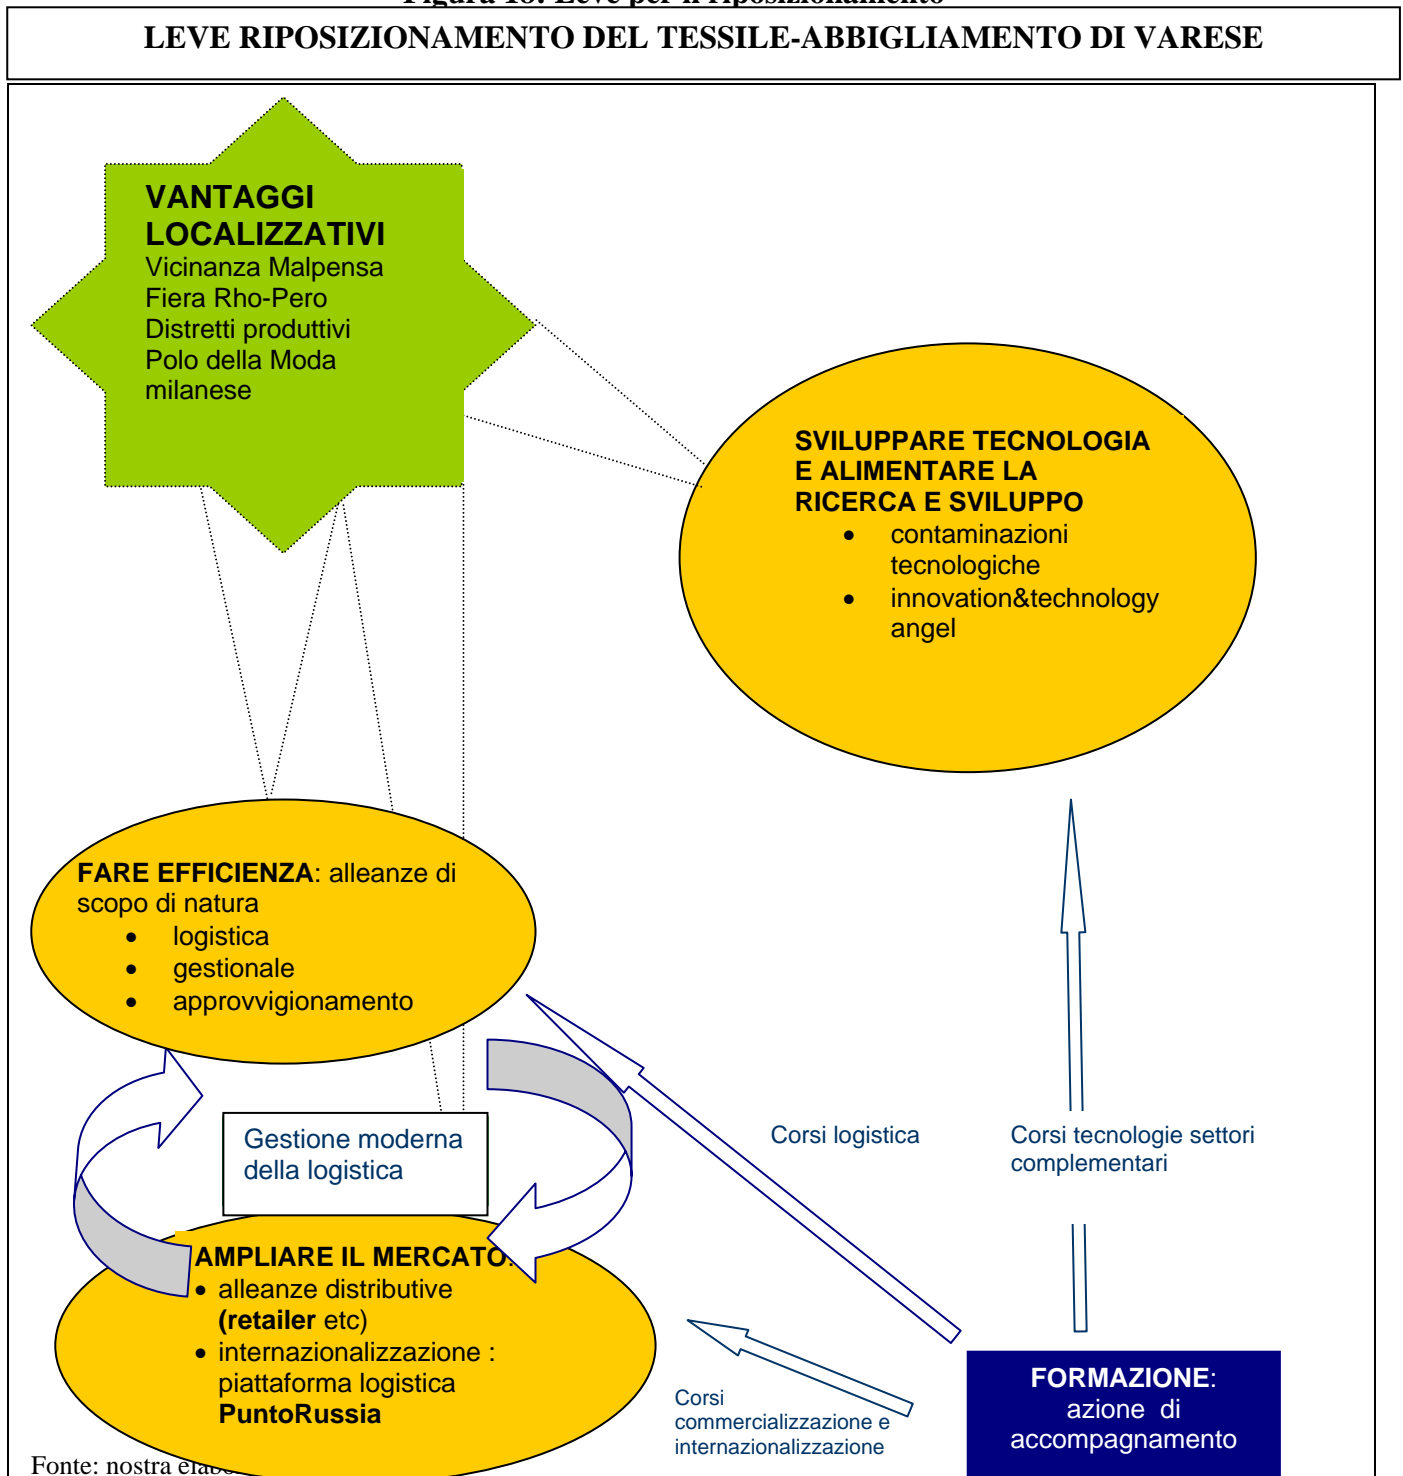 LEVE RIPOSIZIONAMENTO DEL TESSILE-ABBIGLIAMENTO DI VARESE
VANTAGGI
LOCALIZZATIVI
Vicinanza Malpensa
Fiera Rho-Pero
Distretti produttivi
Polo della Moda
milanese
SVILUPPARE TECNOLOGIA
E ALIMENTARE LA
RICERCA E SVILUPPO
• contaminazioni
tecnologiche
• innovation&technology
angel
FARE EFFICIENZA: alleanze di
scopo di natura
• logistica
• gestionale
• approvvigionamento
Gestione moderna
della logistica
Corsi logistica
Corsi tecnologie settori
complementari
AMPLIARE IL MERCATO:
• alleanze distributive
(retailer etc)
• internazionalizzazione :
piattaforma logistica
PuntoRussia
Corsi
commercializzazione e
internazionalizzazione
FORMAZIONE:
azione di
accompagnamento
Fonte: nostra